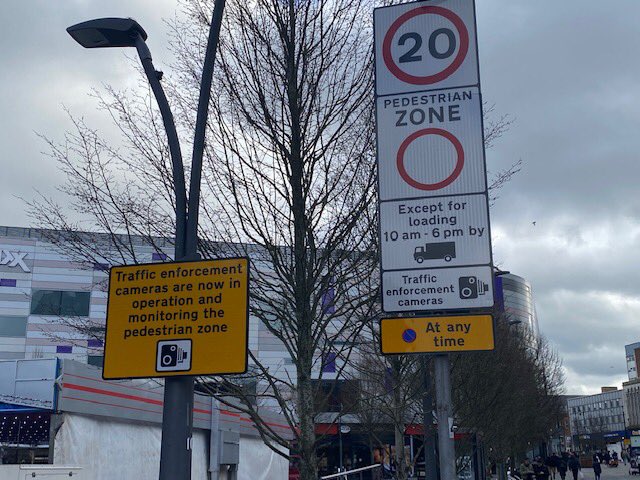 20
PEDESTRIAN
ZONE
Except for
loading
10 am - 6 pm by
Traffic
enforcement
cameras
At any
time
Traffic enforcement
cameras are now in
operation and
monitoring the
pedestrian zone